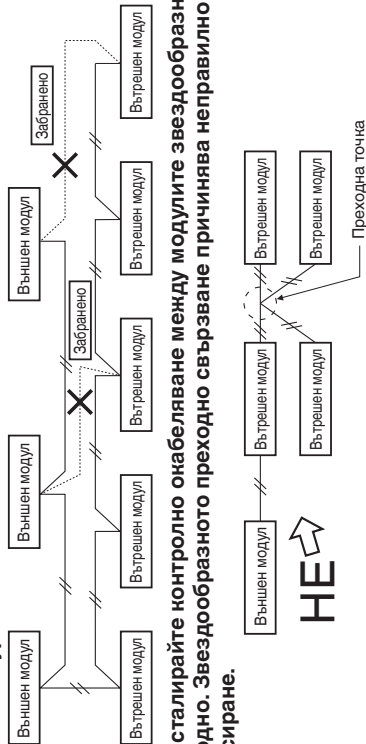 Външен модул
Външен модул
Външен модул
Забранено
Забранено
Вътрешен модул
Вътрешен модул
Вътрешен модул
Вътрешен модул
Вътрешен модул
сталирайте контролно окабеляване между модулите звездообразн
дно. Звездообразното преходно свързване причинява неправилно
сиране.
Външен модул
Вътрешен модул
Вътрешен модул
Вътрешен модул
Вътрешен модул
НЕ
Преходна точка